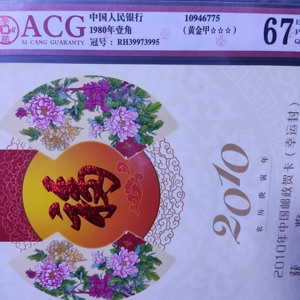 ACG
AI CANG GUARANTY
中国人民银行
1980年壹角
冠号：RH39973995
10946775
（黄金甲☆☆☆）
67
福
2010
农历庚寅年
2010年中国邮政贺卡（幸运封）
获奖